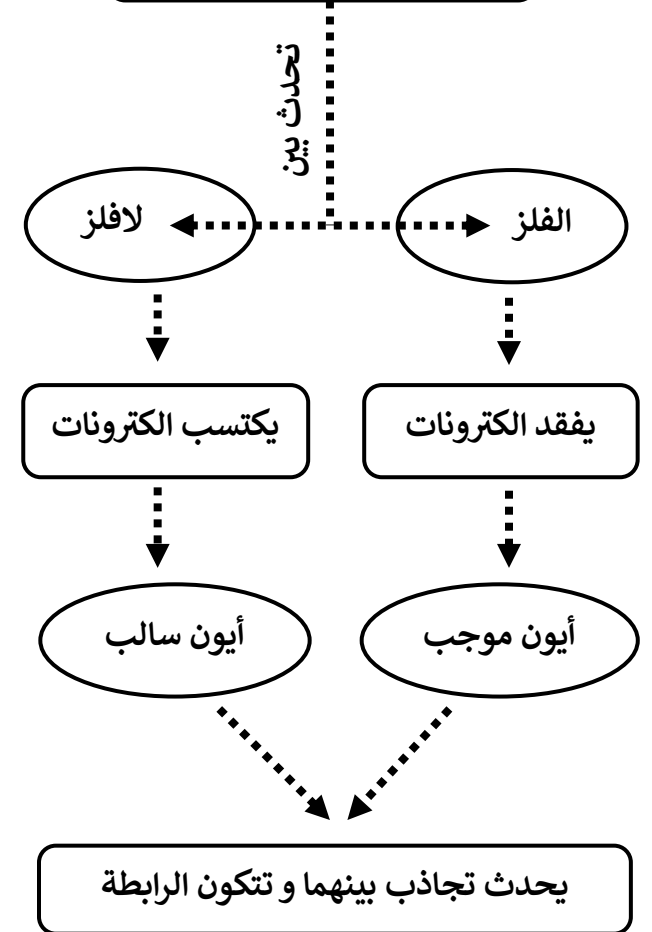 تحدث بين
الفلز
لافلز
يفقد الكترونات
يكتسب الكترونات
أيون موجب
أيون سالب
يحدث تجاذب بينهما و تتكون الرابطة